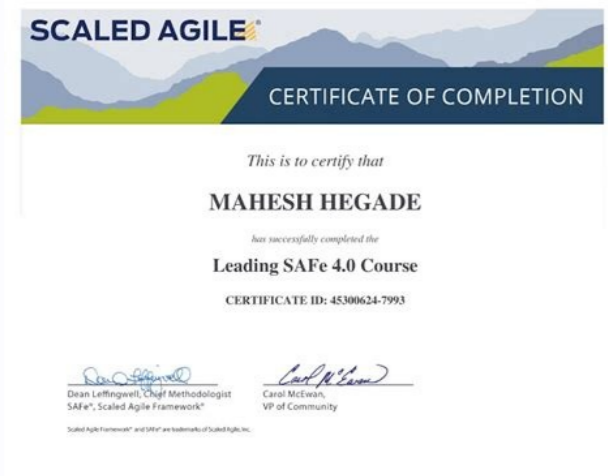 SCALED AGILE®
CERTIFICATE OF COMPLETION
This is to certify that
MAHESH HEGADE
has successfully completed the
Leading SAFe 4.0 Course
CERTIFICATE ID: 45300624-7993
Dean Leffingwell, Chief Methodologist
SAFe®, Scaled Agile Framework®
Carol McEwan,
VP of Community
Scaled Agile Framework® and SAFe® are trademarks of Scaled Agile, Inc.